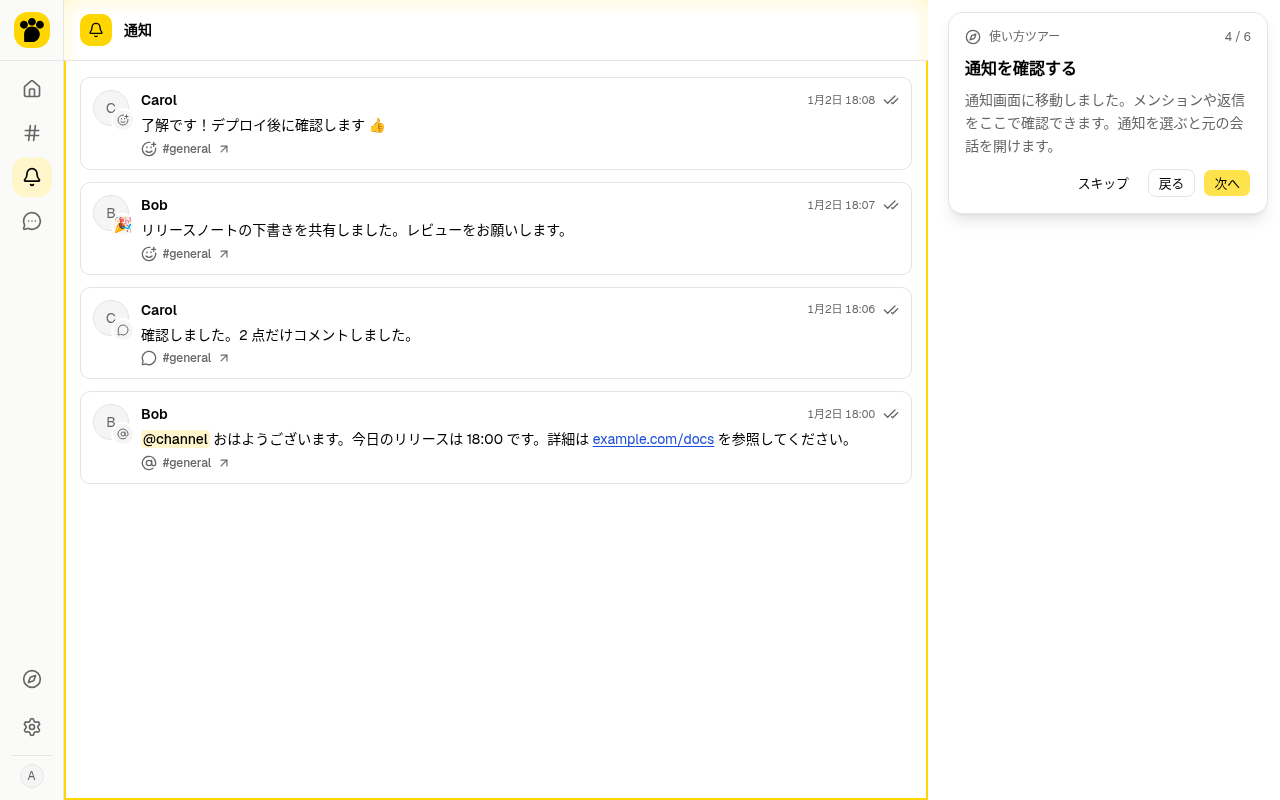 通知
C
Carol
1月2日 18:08
了解です！デプロイ後に確認します 👍
#general
B
Bob
1月2日 18:07
リリースノートの下書きを共有しました。レビューをお願いします。
#general
C
Carol
1月2日 18:06
確認しました。2 点だけコメントしました。
#general
B
Bob
1月2日 18:00
@channel おはようございます。今日のリリースは 18:00 です。詳細は example.com/docs を参照してください。
#general
A
使い方ツアー
4 / 6
通知を確認する
通知画面に移動しました。メンションや返信
をここで確認できます。通知を選ぶと元の会
話を開けます。
スキップ
戻る
次へ